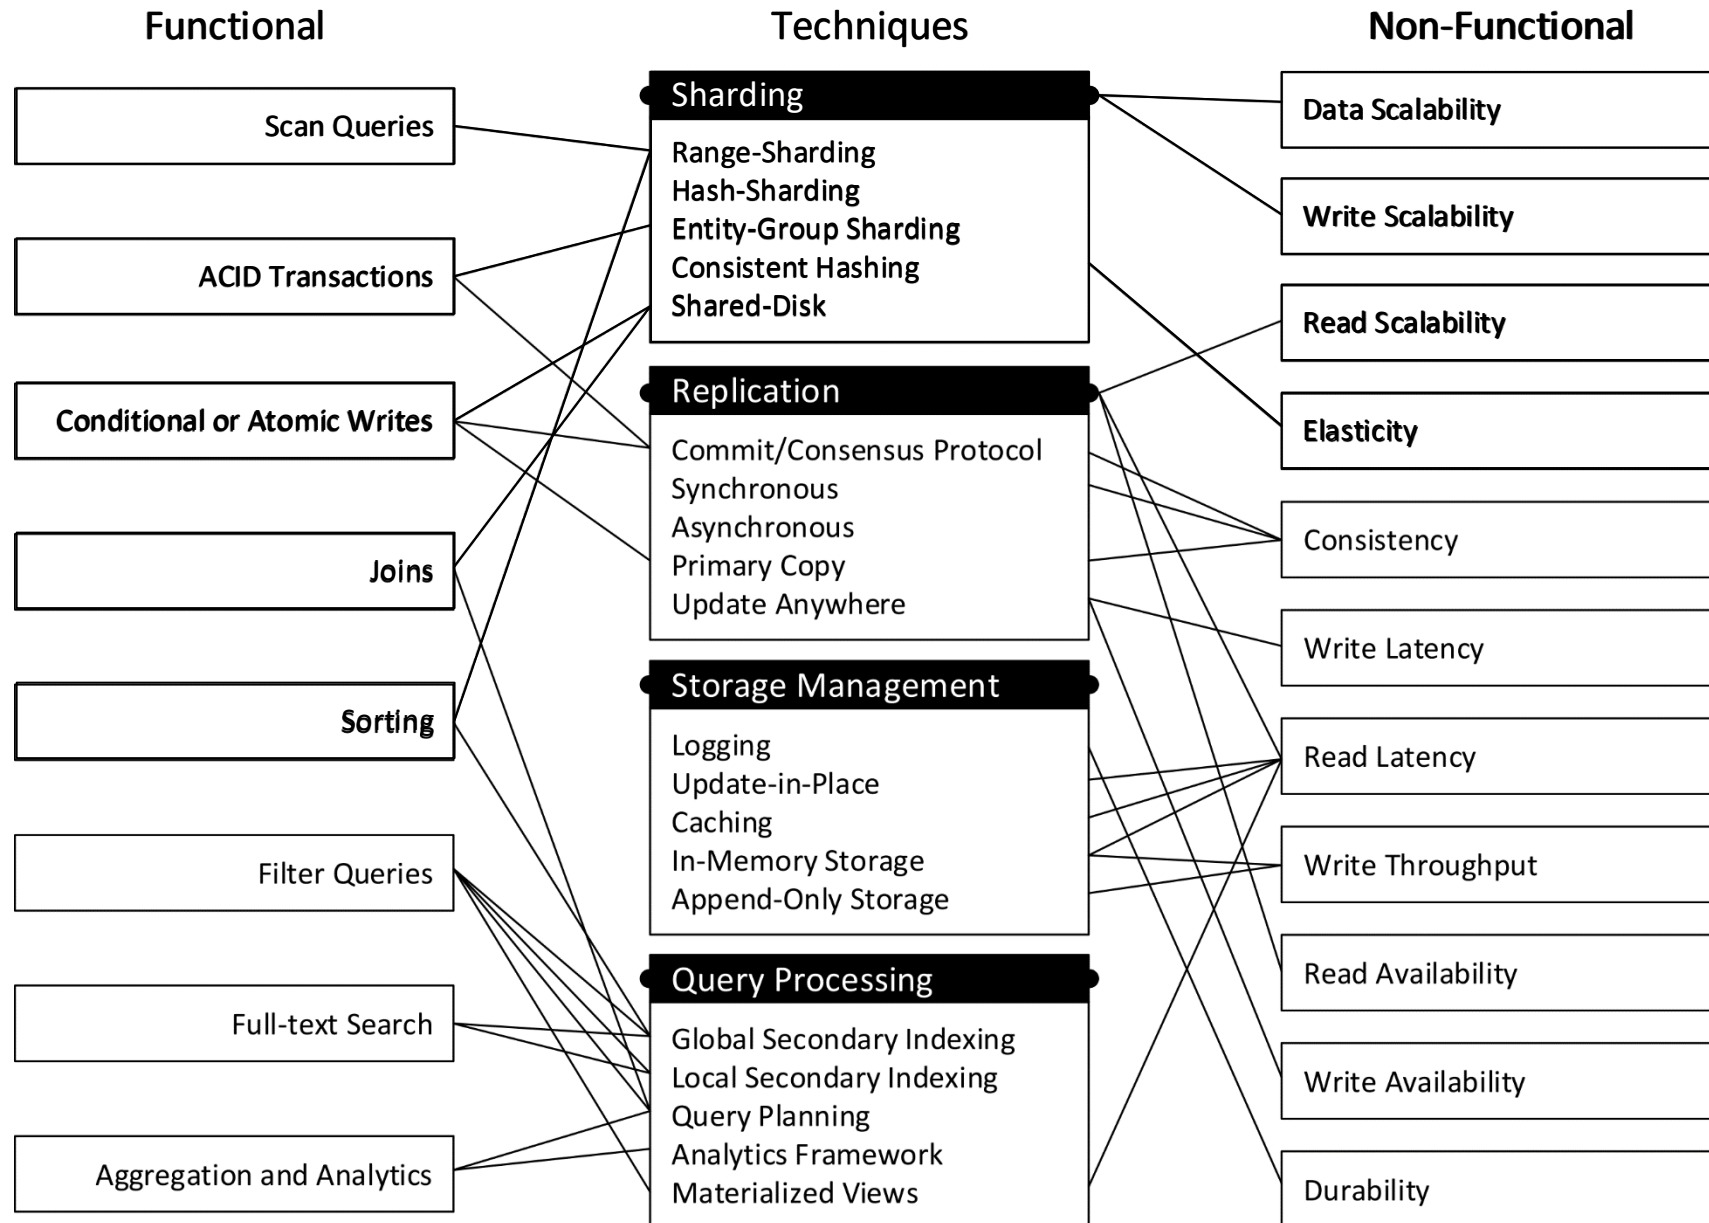 Functional
Techniques
Non-Functional
Scan Queries
ACID Transactions
Conditional or Atomic Writes
Joins
Sorting
Filter Queries
Full-text Search
Aggregation and Analytics
Sharding
Range-Sharding
Hash-Sharding
Entity-Group Sharding
Consistent Hashing
Shared-Disk
Replication
Commit/Consensus Protocol
Synchronous
Asynchronous
Primary Copy
Update Anywhere
Storage Management
Logging
Update-in-Place
Caching
In-Memory Storage
Append-Only Storage
Query Processing
Global Secondary Indexing
Local Secondary Indexing
Query Planning
Analytics Framework
Materialized Views
Data Scalability
Write Scalability
Read Scalability
Elasticity
Consistency
Write Latency
Read Latency
Write Throughput
Read Availability
Write Availability
Durability